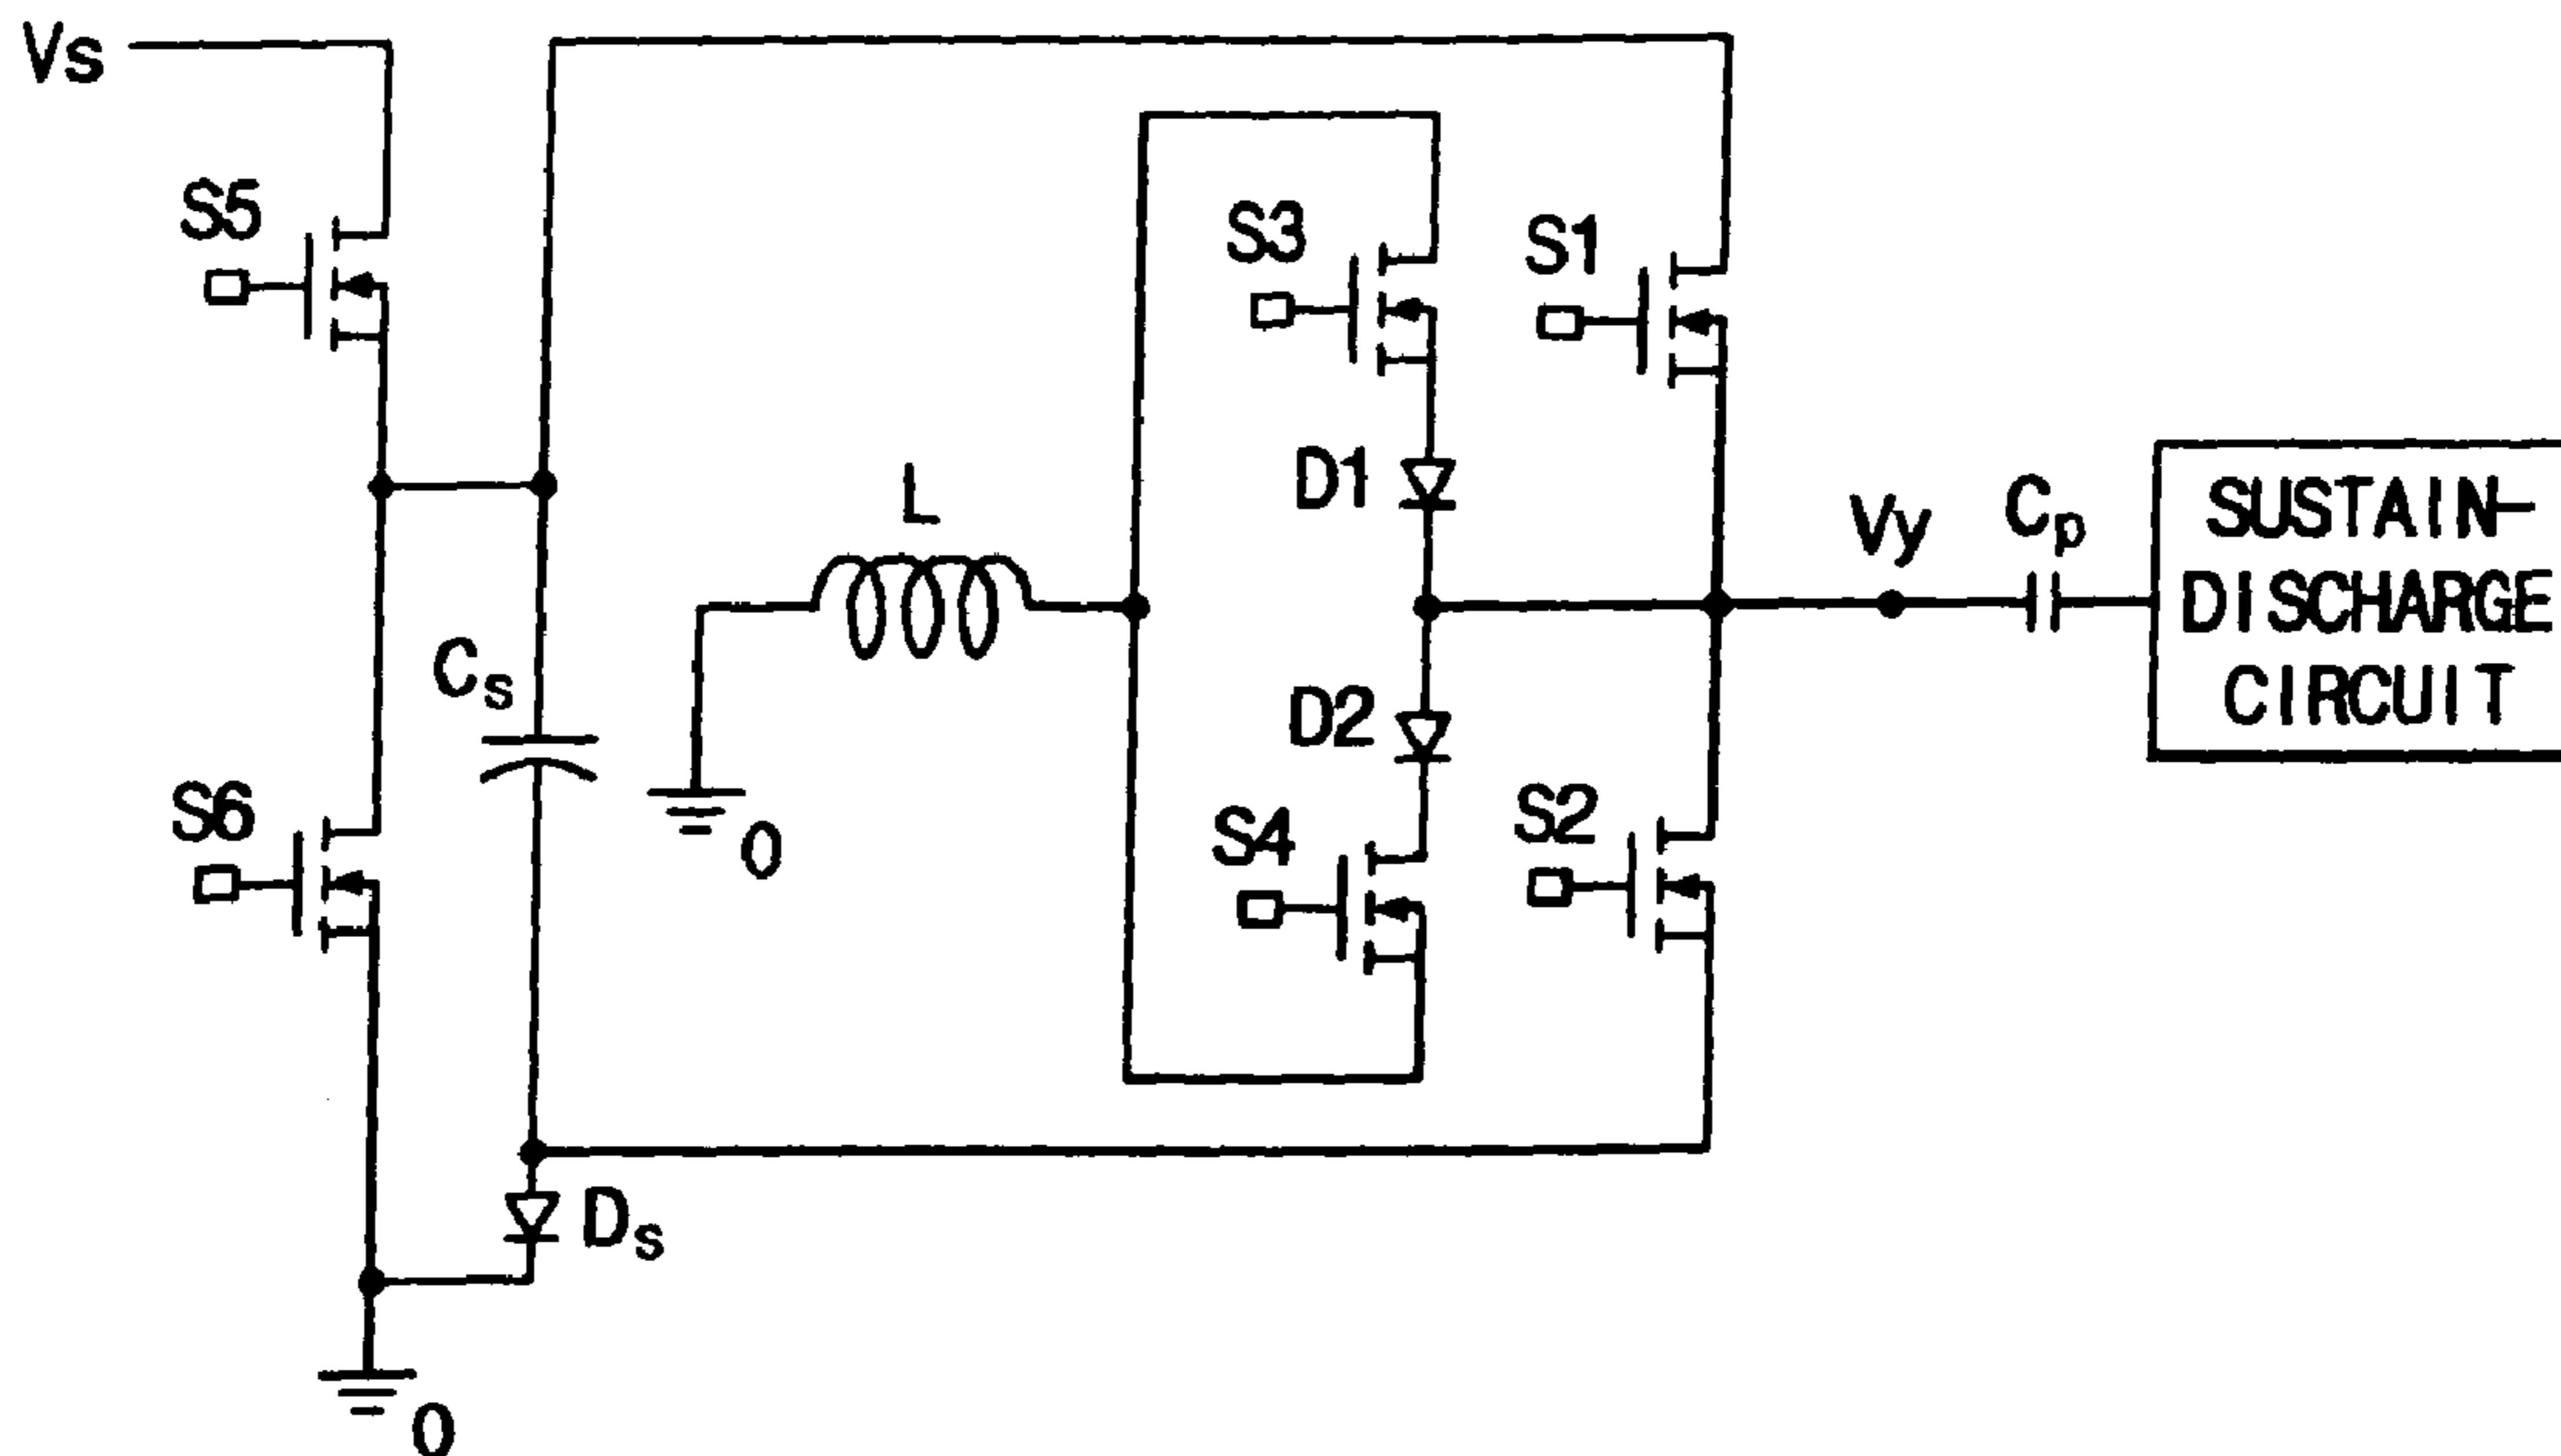 Vs
S5
S3
S1
L
D1
Vy
Cp
SUSTAIN-
DISCHARGE
CIRCUIT
Cs
D2
S6
0
S4
S2
Ds
0